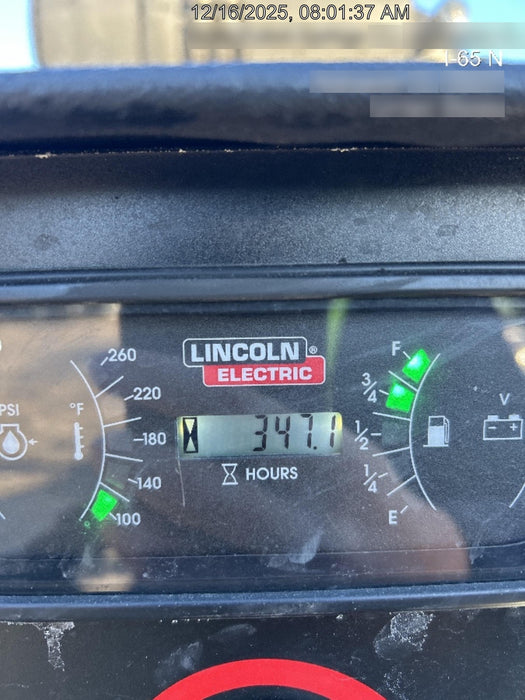 12/16/2025, 08:01:37 AM
I-65 N
LINCOLN ®
ELECTRIC
260
220
180
140
100
PSI
°F
347.1
HOURS
F
3/4
1/2
1/4
E
V
- +